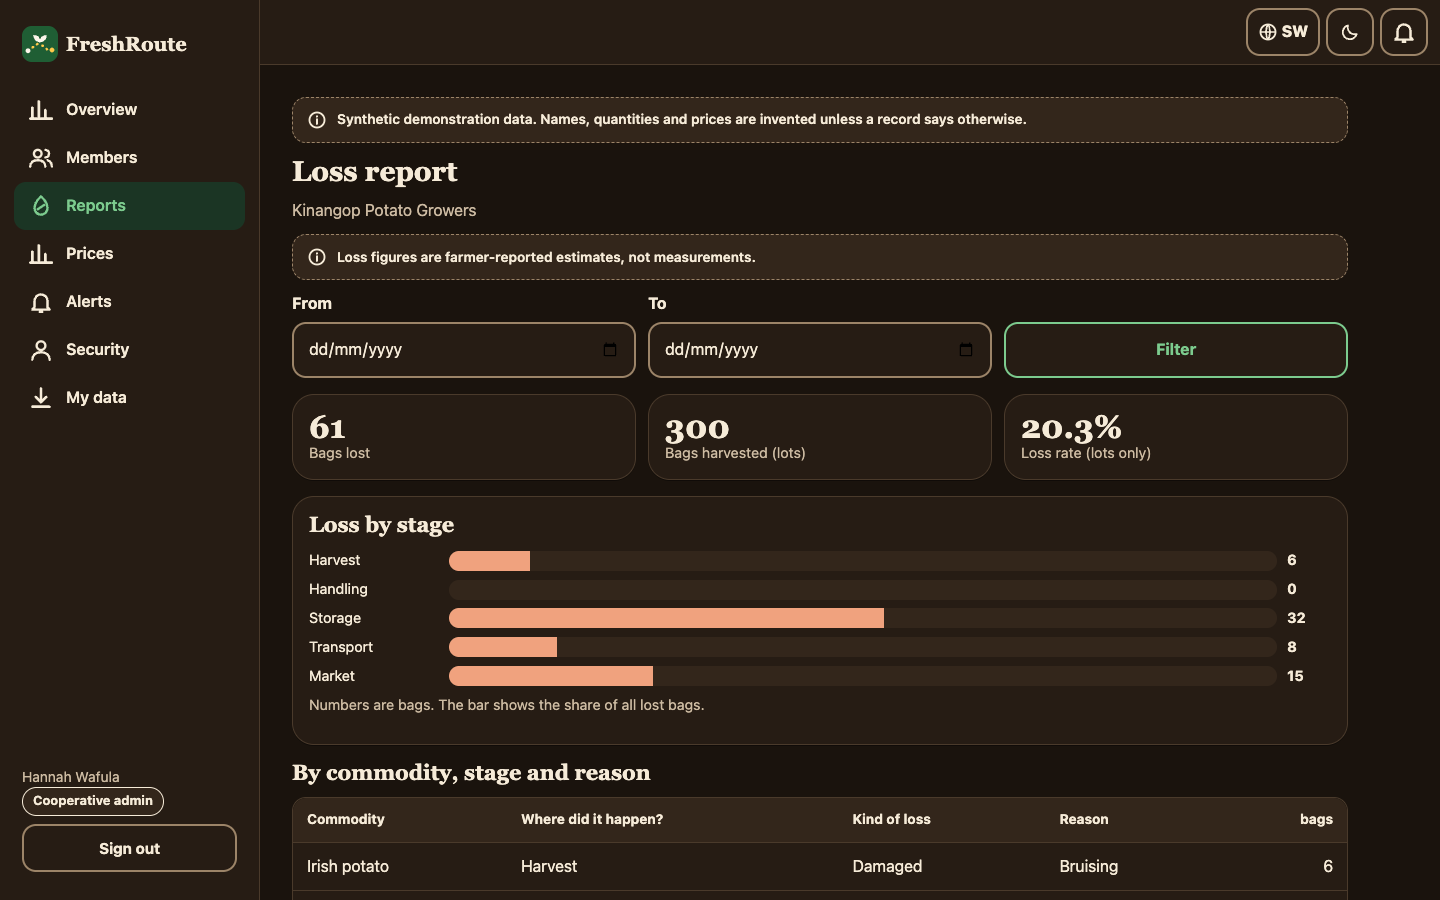 FreshRoute
SW
Overview
Members
Reports
Prices
Alerts
Security
My data
Hannah Wafula
Cooperative admin
Sign out
Synthetic demonstration data. Names, quantities and prices are invented unless a record says otherwise.
Loss report
Kinangop Potato Growers
Loss figures are farmer-reported estimates, not measurements.
From To
dd/mm/yyyy dd/mm/yyyy Filter
61 300 20.3%
Bags lost Bags harvested (lots) Loss rate (lots only)
Loss by stage
Harvest 6
Handling 0
Storage 32
Transport 8
Market 15
Numbers are bags. The bar shows the share of all lost bags.
By commodity, stage and reason
Commodity Where did it happen? Kind of loss Reason bags
Irish potato Harvest Damaged Bruising 6